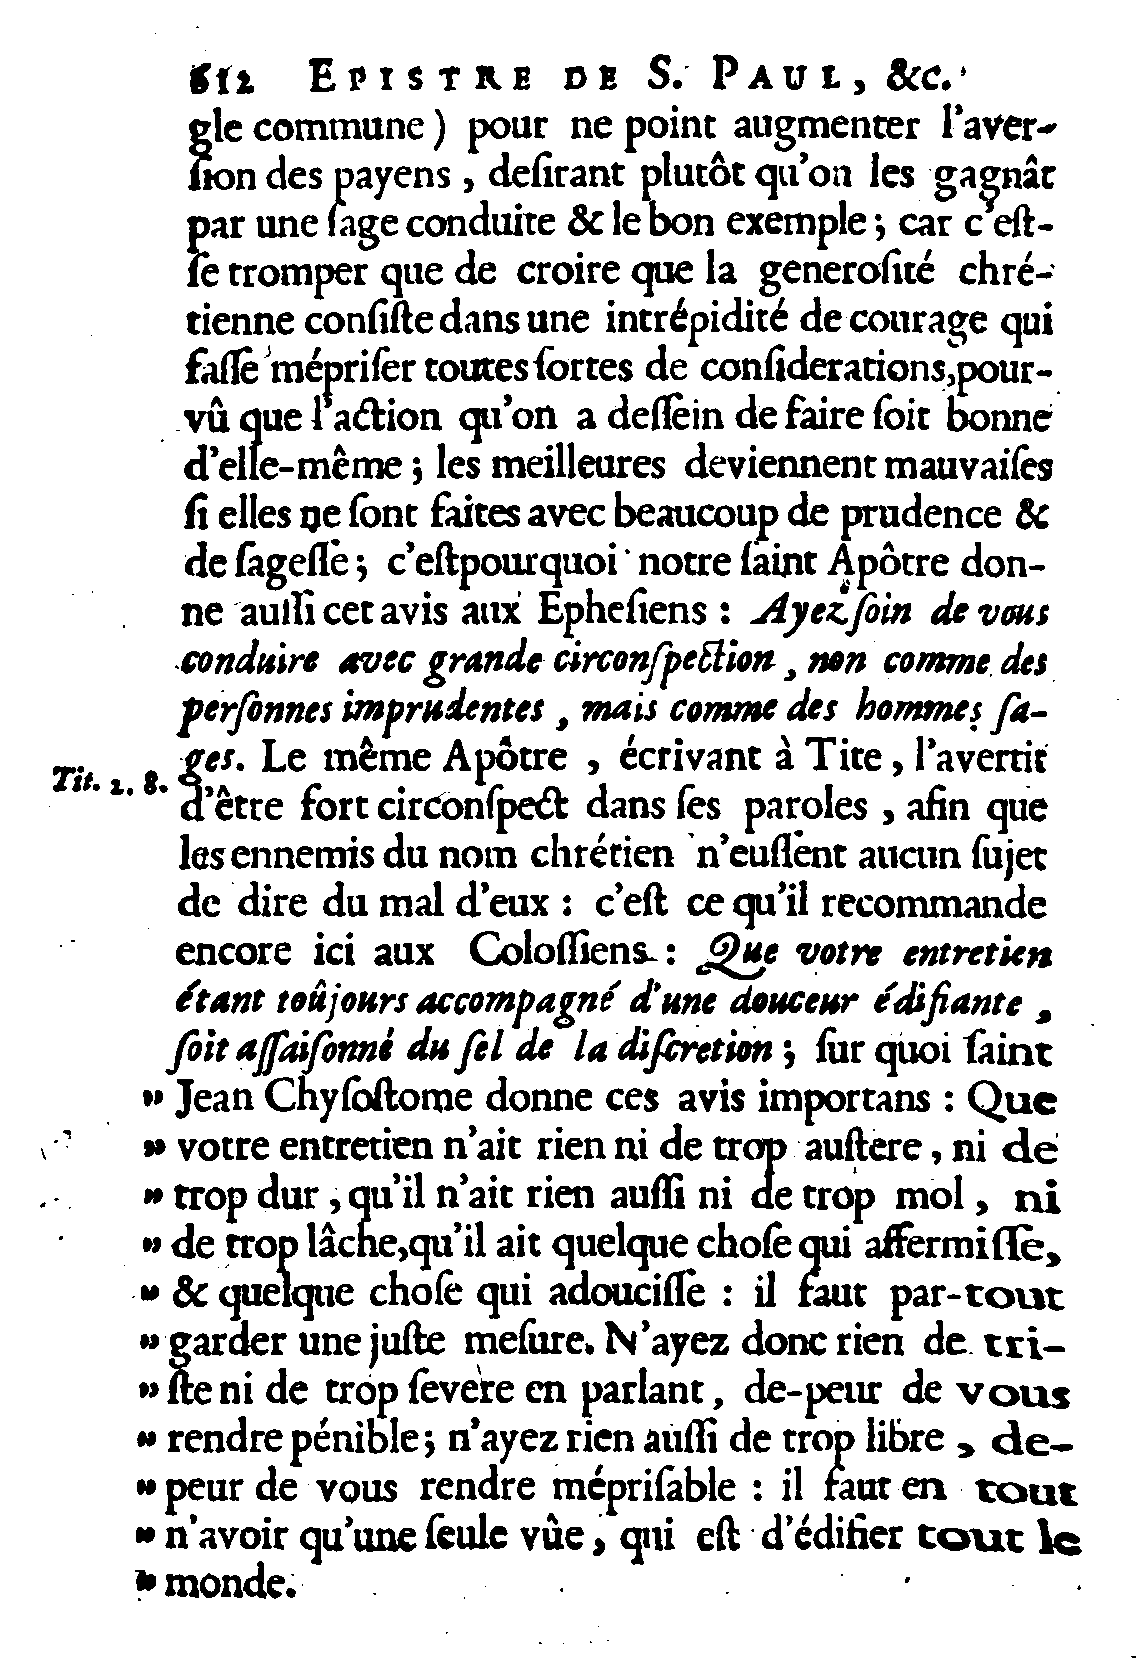 612 EPISTRE DE S. PAUL, &c.
gle commune) pour ne point augmenter l'aver-
ſion des payens, deſirant plutôt qu'on les gagnât
par une ſage conduite & le bon exemple; car c'eſt-
ſe tromper que de croire que la generoſité chré-
tienne conſiſte dans une intrépidité de courage qui
faſſe mépriſer toutes ſortes de conſiderations, pour-
vû que l'action qu'on a deſſein de faire ſoit bonne
d'elle-même; les meilleures deviennent mauvaiſes
ſi elles ne ſont faites avec beaucoup de prudence &
de ſageſſe; c'eſtpourquoi notre ſaint Apôtre don-
ne auſſi cet avis aux Epheſiens : Ayez ſoin de vous
conduire avec grande circonſpection, non comme des
perſonnes imprudentes, mais comme des hommes ſa-
ges. Le même Apôtre, écrivant à Tite, l'avertit
Tit. 2. 8.
d'être fort circonſpect dans ſes paroles, afin que
les ennemis du nom chrétien n'euſſent aucun ſujet
de dire du mal d'eux : c'eſt ce qu'il recommande
encore ici aux Coloſſiens : Que votre entretien
étant toûjours accompagné d'une douceur édifiante,
ſoit aſſaiſonné du ſel de la diſcretion; ſur quoi ſaint
" Jean Chyſoſtome donne ces avis importans : Que
" votre entretien n'ait rien ni de trop auſtere, ni de
" trop dur, qu'il n'ait rien auſſi ni de trop mol, ni
" de trop lâche, qu'il ait quelque choſe qui affermiſſe,
" & quelque choſe qui adouciſſe : il faut par-tout
" garder une juſte meſure. N'ayez donc rien de tri-
" ſte ni de trop ſevere en parlant, de-peur de vous
" rendre pénible; n'ayez rien auſſi de trop libre, de-
" peur de vous rendre mépriſable : il faut en tout
" n'avoir qu'une ſeule vûe, qui eſt d'édifier tout le
" monde.